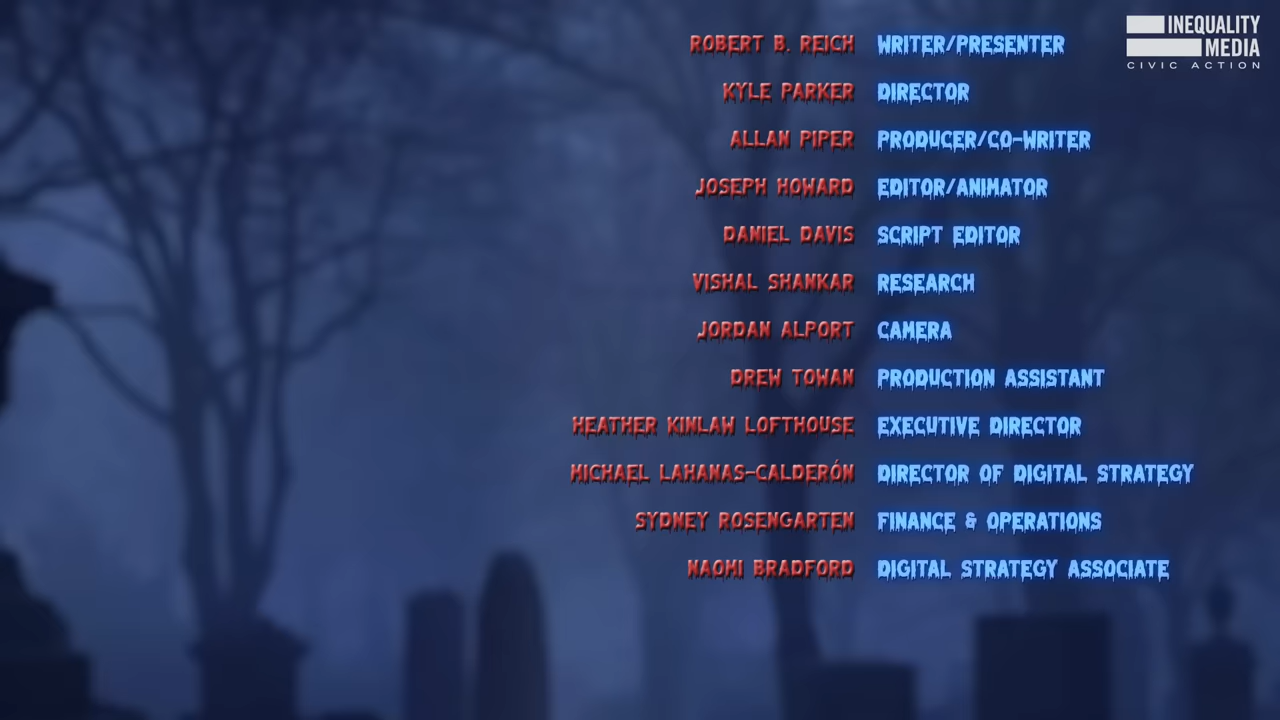 INEQUALITY
MEDIA
CIVIC ACTION
ROBERT B. REICH WRITER/PRESENTER
KYLE PARKER DIRECTOR
ALLAN PIPER PRODUCER/CO-WRITER
JOSEPH HOWARD EDITOR/ANIMATOR
DANIEL DAVIS SCRIPT EDITOR
VISHAL SHANKAR RESEARCH
JORDAN ALPORT CAMERA
DREW TOWAN PRODUCTION ASSISTANT
HEATHER KINLAW LOFTHOUSE EXECUTIVE DIRECTOR
MICHAEL LAHANAS-CALDERÓN DIRECTOR OF DIGITAL STRATEGY
SYDNEY ROSENGARTEN FINANCE & OPERATIONS
NAOMI BRADFORD DIGITAL STRATEGY ASSOCIATE